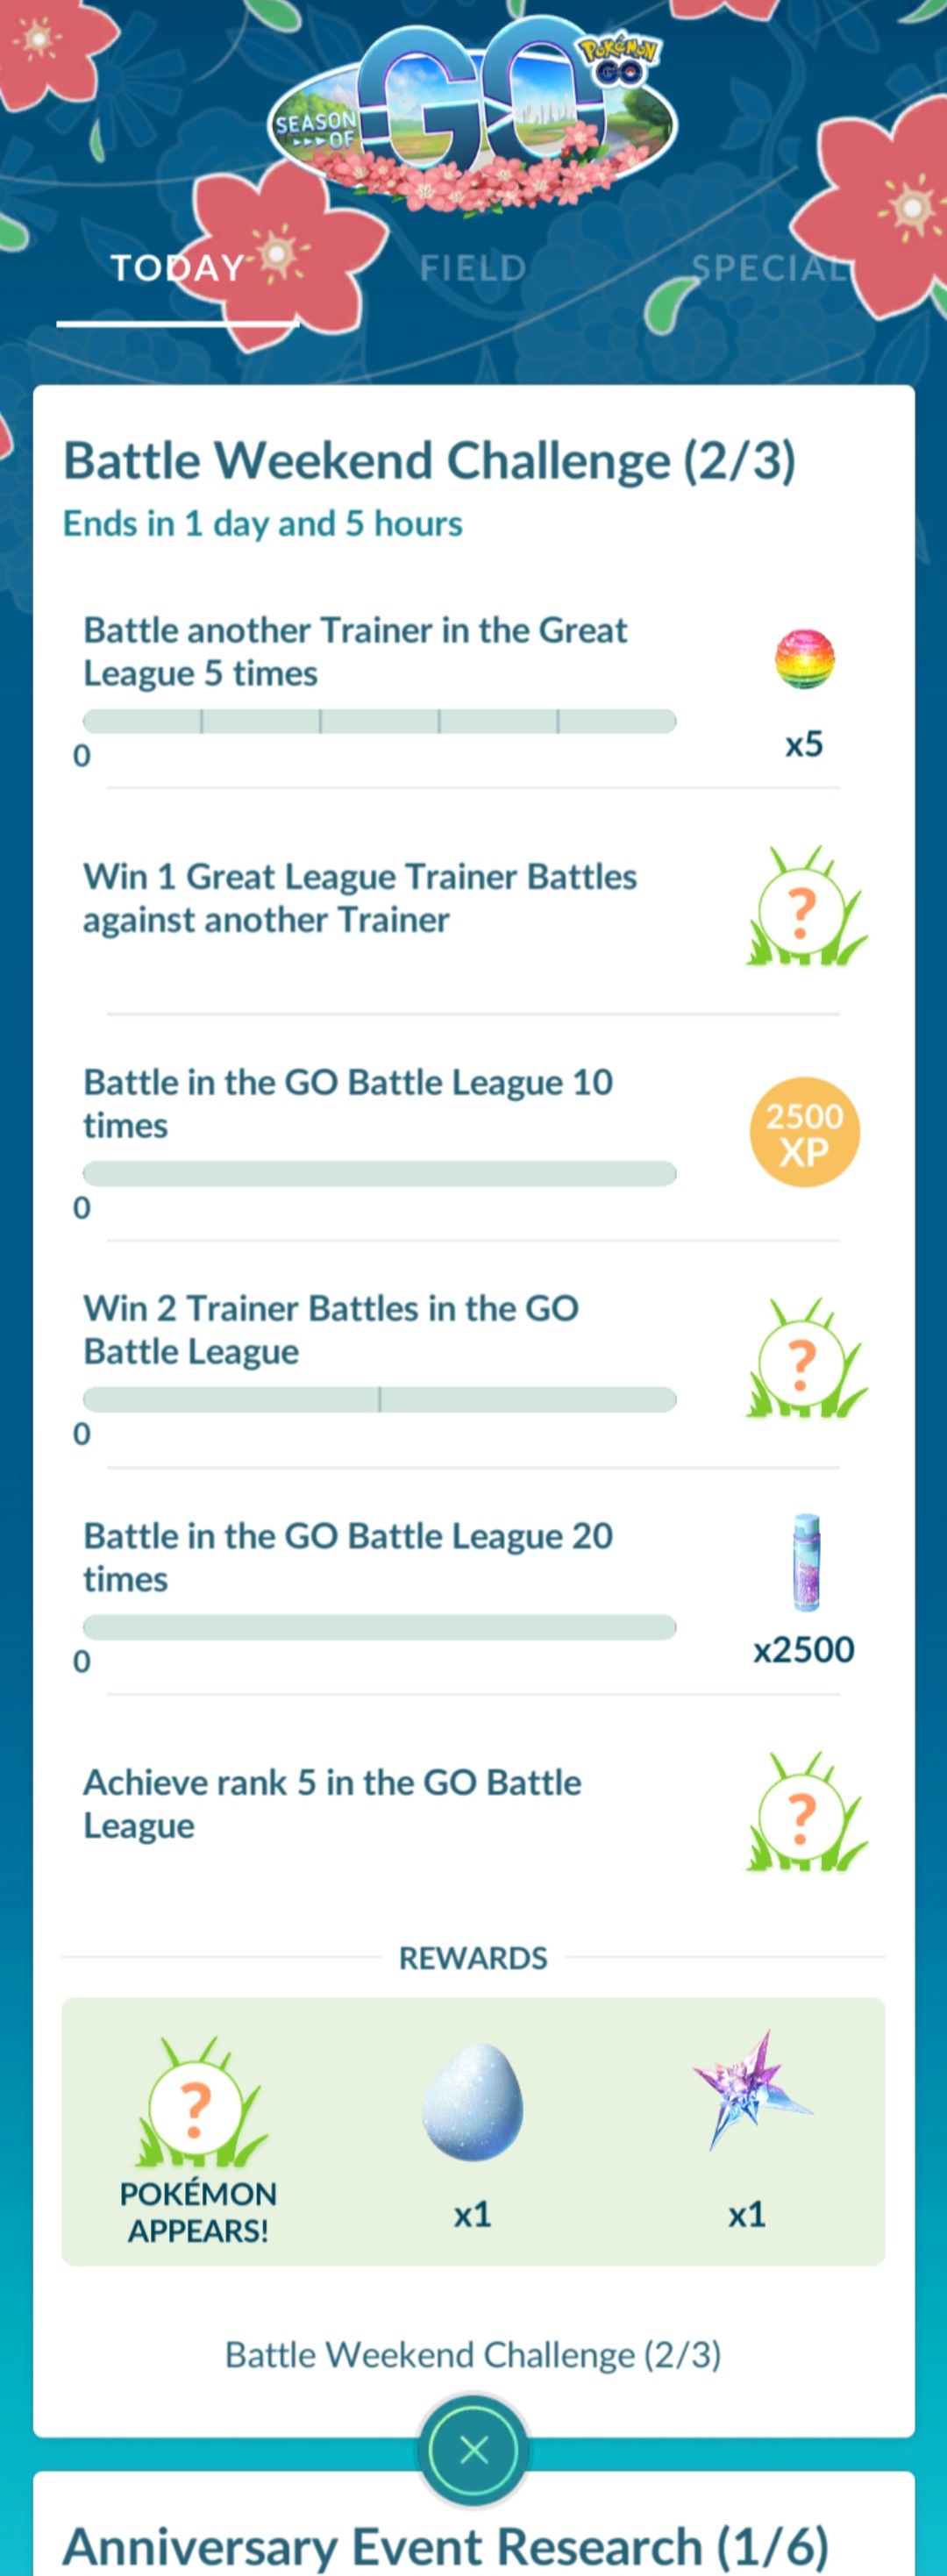 SEASON
OF
GO
POKÉMON
GO
TODAY
FIELD
SPECIAL
Battle Weekend Challenge (2/3)
Ends in 1 day and 5 hours
Battle another Trainer in the Great
League 5 times
0
x5
Win 1 Great League Trainer Battles
against another Trainer
?
Battle in the GO Battle League 10
times
0
2500
XP
Win 2 Trainer Battles in the GO
Battle League
0
?
Battle in the GO Battle League 20
times
0
x2500
Achieve rank 5 in the GO Battle
League
?
REWARDS
?
POKÉMON
APPEARS!
x1
x1
Battle Weekend Challenge (2/3)
Anniversary Event Research (1/6)